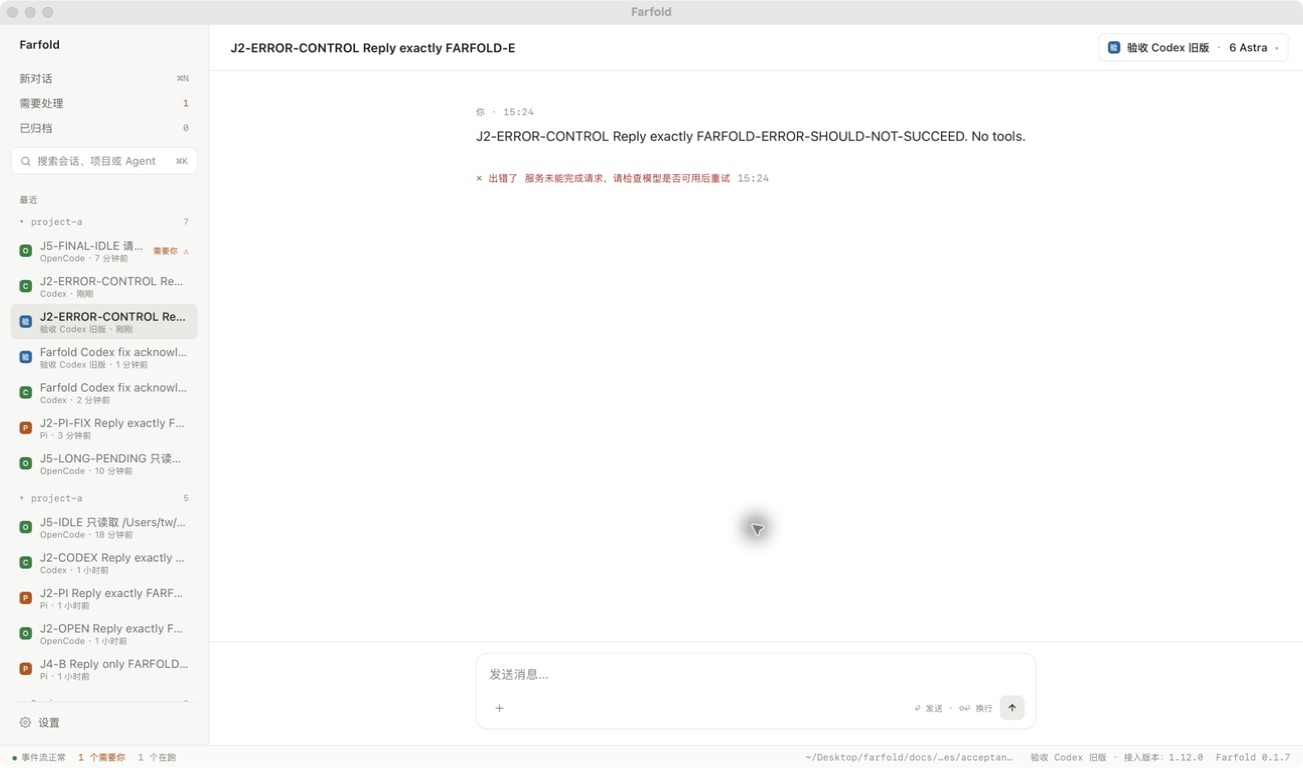 Farfold
Farfold
新对话 ⌘N
需要处理 1
已归档 0
搜索会话、项目或 Agent ⌘K
最近
project-a 7
O J5-FINAL-IDLE 请... 需要你
OpenCode · 7 分钟前
C J2-ERROR-CONTROL Re...
Codex · 刚刚
验 J2-ERROR-CONTROL Re...
验收 Codex 旧版 · 刚刚
验 Farfold Codex fix acknowl...
验收 Codex 旧版 · 1 分钟前
C Farfold Codex fix acknowl...
Codex · 2 分钟前
P J2-PI-FIX Reply exactly F...
Pi · 3 分钟前
O J5-LONG-PENDING 只读...
OpenCode · 10 分钟前
project-a 5
O J5-IDLE 只读取 /Users/tw/...
OpenCode · 18 分钟前
C J2-CODEX Reply exactly ...
Codex · 1 小时前
P J2-PI Reply exactly FARF...
Pi · 1 小时前
O J2-OPEN Reply exactly F...
OpenCode · 1 小时前
P J4-B Reply only FARFOLD...
Pi · 1 小时前
设置
J2-ERROR-CONTROL Reply exactly FARFOLD-E
验 验收 Codex 旧版 · 6 Astra
你 · 15:24
J2-ERROR-CONTROL Reply exactly FARFOLD-ERROR-SHOULD-NOT-SUCCEED. No tools.
× 出错了 服务未能完成请求，请检查模型是否可用后重试 15:24
发送消息...
+ ⏎ 发送 · ⇧⏎ 换行
事件流正常 1 个需要你 1 个在跑
~/Desktop/farfold/docs/…es/acceptan… 验收 Codex 旧版 · 接入版本: 1.12.0 Farfold 0.1.7